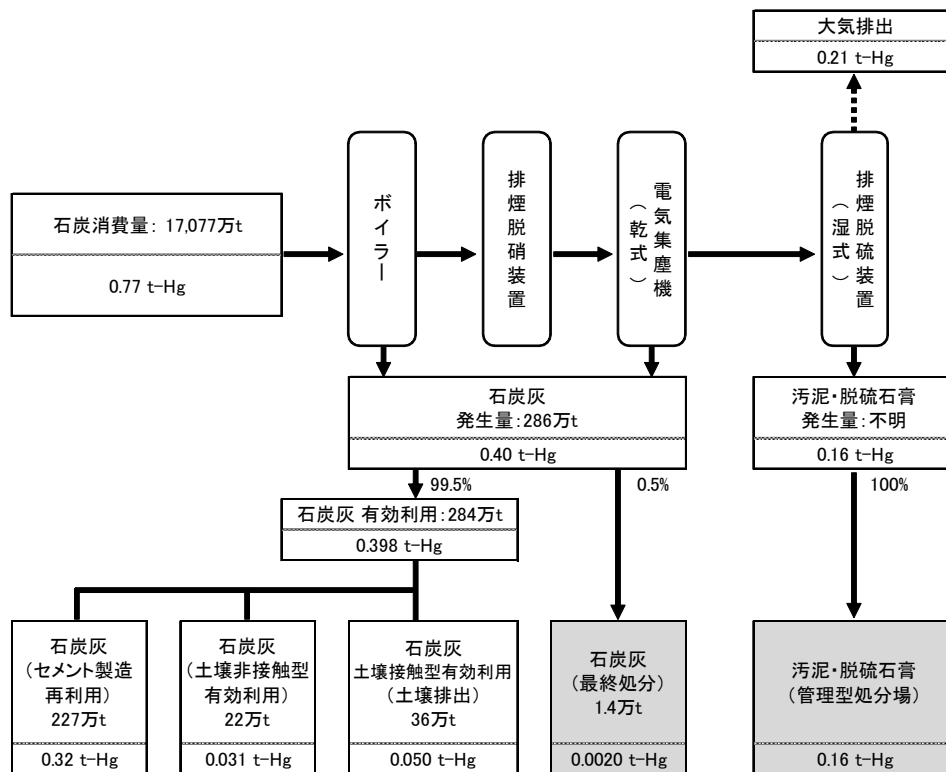 大気排出
0.21 t-Hg
石炭消費量： 17,077万t
0.77 t-Hg
ボイラー
排煙脱硝装置
電気集塵機
（乾式）
排煙脱硫装置
（湿式）
石炭灰
発生量：286万t
0.40 t-Hg
汚泥・脱硫石膏
発生量：不明
0.16 t-Hg
99.5%
0.5%
100%
石炭灰 有効利用：284万t
0.398 t-Hg
石炭灰
（セメント製造
再利用）
227万t
0.32 t-Hg
石炭灰
（土壌非接触型
有効利用）
22万t
0.031 t-Hg
石炭灰
土壌接触型有効利用
（土壌排出）
36万t
0.050 t-Hg
石炭灰
（最終処分）
1.4万t
0.0020 t-Hg
汚泥・脱硫石膏
（管理型処分場）
0.16 t-Hg